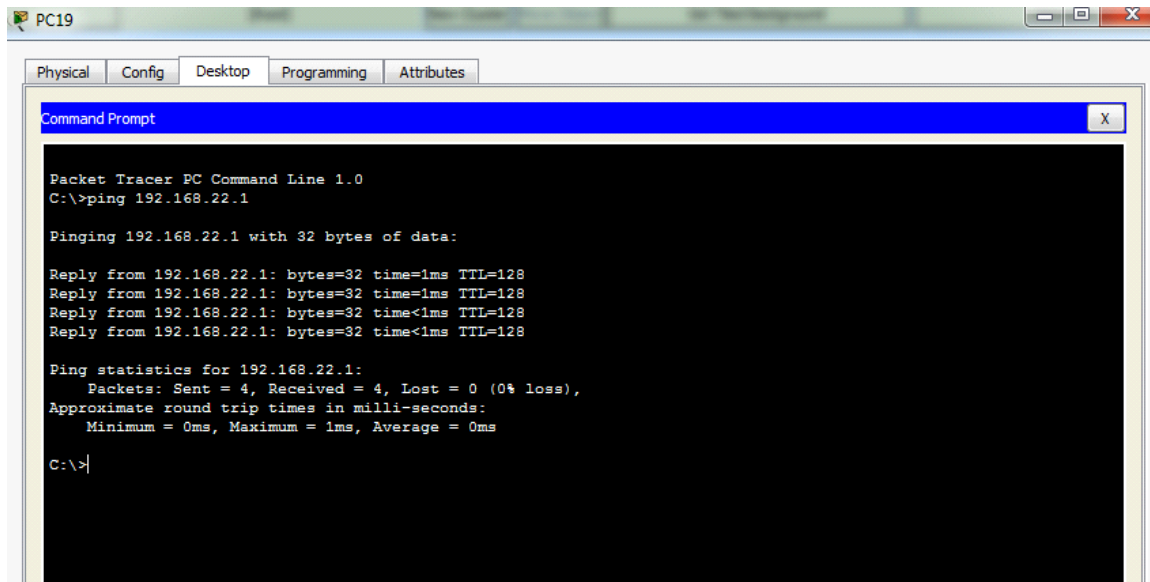 PC19
X
Physical Config Desktop Programming Attributes
Command Prompt X
Packet Tracer PC Command Line 1.0
C:\>ping 192.168.22.1
Pinging 192.168.22.1 with 32 bytes of data:
Reply from 192.168.22.1: bytes=32 time=1ms TTL=128
Reply from 192.168.22.1: bytes=32 time=1ms TTL=128
Reply from 192.168.22.1: bytes=32 time<1ms TTL=128
Reply from 192.168.22.1: bytes=32 time<1ms TTL=128
Ping statistics for 192.168.22.1:
Packets: Sent = 4, Received = 4, Lost = 0 (0% loss),
Approximate round trip times in milli-seconds:
Minimum = 0ms, Maximum = 1ms, Average = 0ms
C:\>